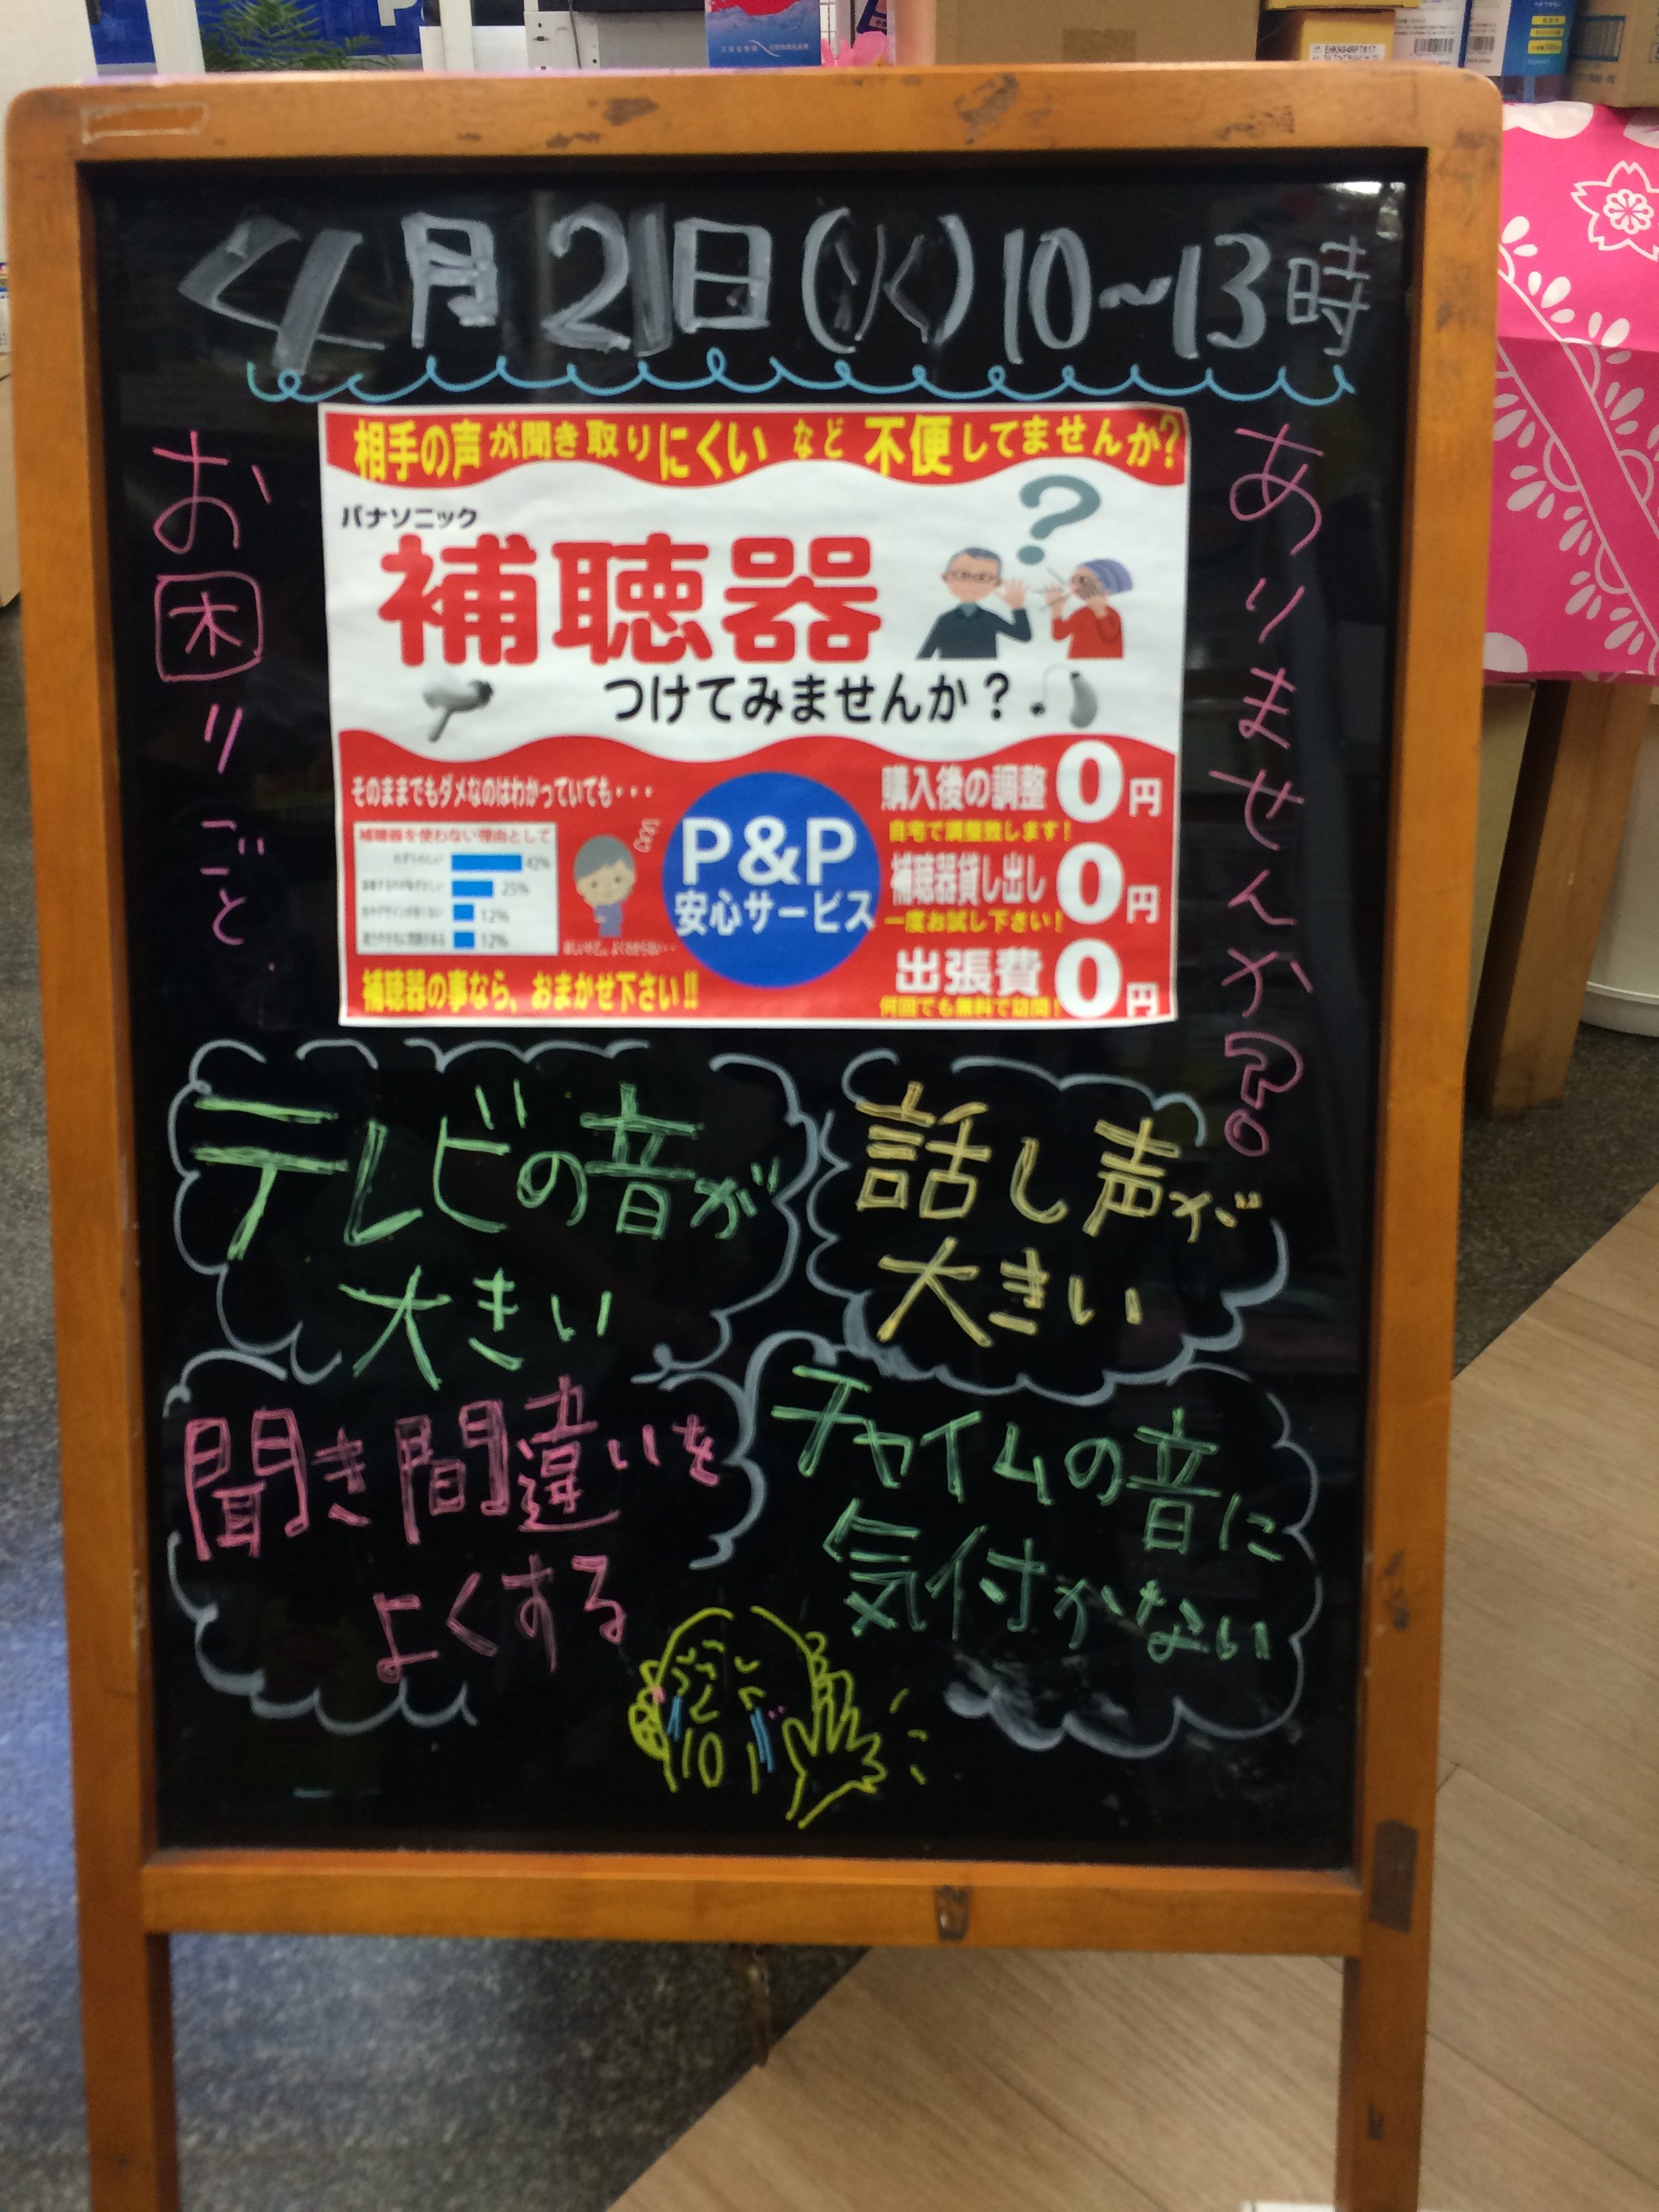 4月21日(火)10~13時
お困りごと
ありませんか?
相手の声が聞き取りにくいなど不便してませんか?
パナソニック
補聴器
つけてみませんか?
そのままでもダメなのはわかっていても・・・
補聴器を使わない理由として
42%
25%
12%
12%
補聴器の事なら、おまかせ下さい!!
P&P
安心サービス
購入後の調整 0円
自宅で調整致します!
補聴器貸し出し 0円
一度お試し下さい!
出張費 0円
何回でも無料で訪問!
テレビの音が
大きい
話し声が
大きい
聞き間違いを
よくする
チャイムの音に
気付かない